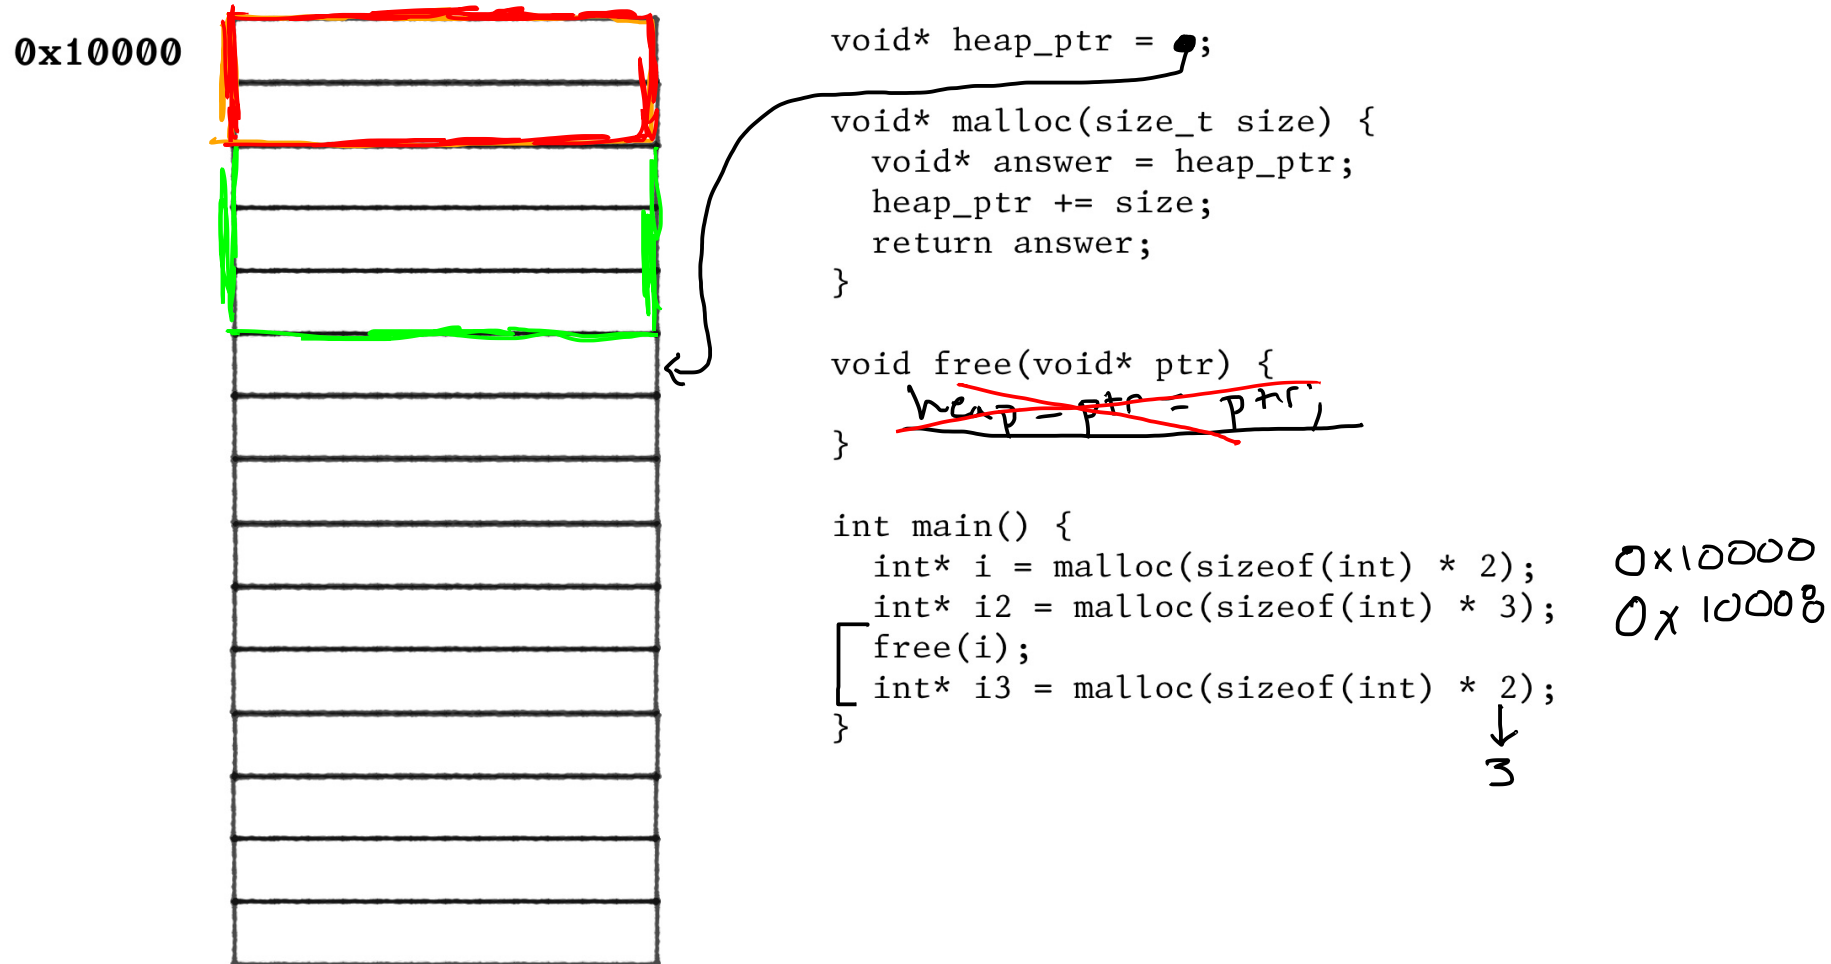 0x10000
void* heap_ptr = ;
void* malloc(size_t size) {
void* answer = heap_ptr;
heap_ptr += size;
return answer;
}
void free(void* ptr) {
heap_ptr = ptr;
}
int main() {
int* i = malloc(sizeof(int) * 2); 0x10000
int* i2 = malloc(sizeof(int) * 3); 0x10008
free(i);
int* i3 = malloc(sizeof(int) * 2);
}
3